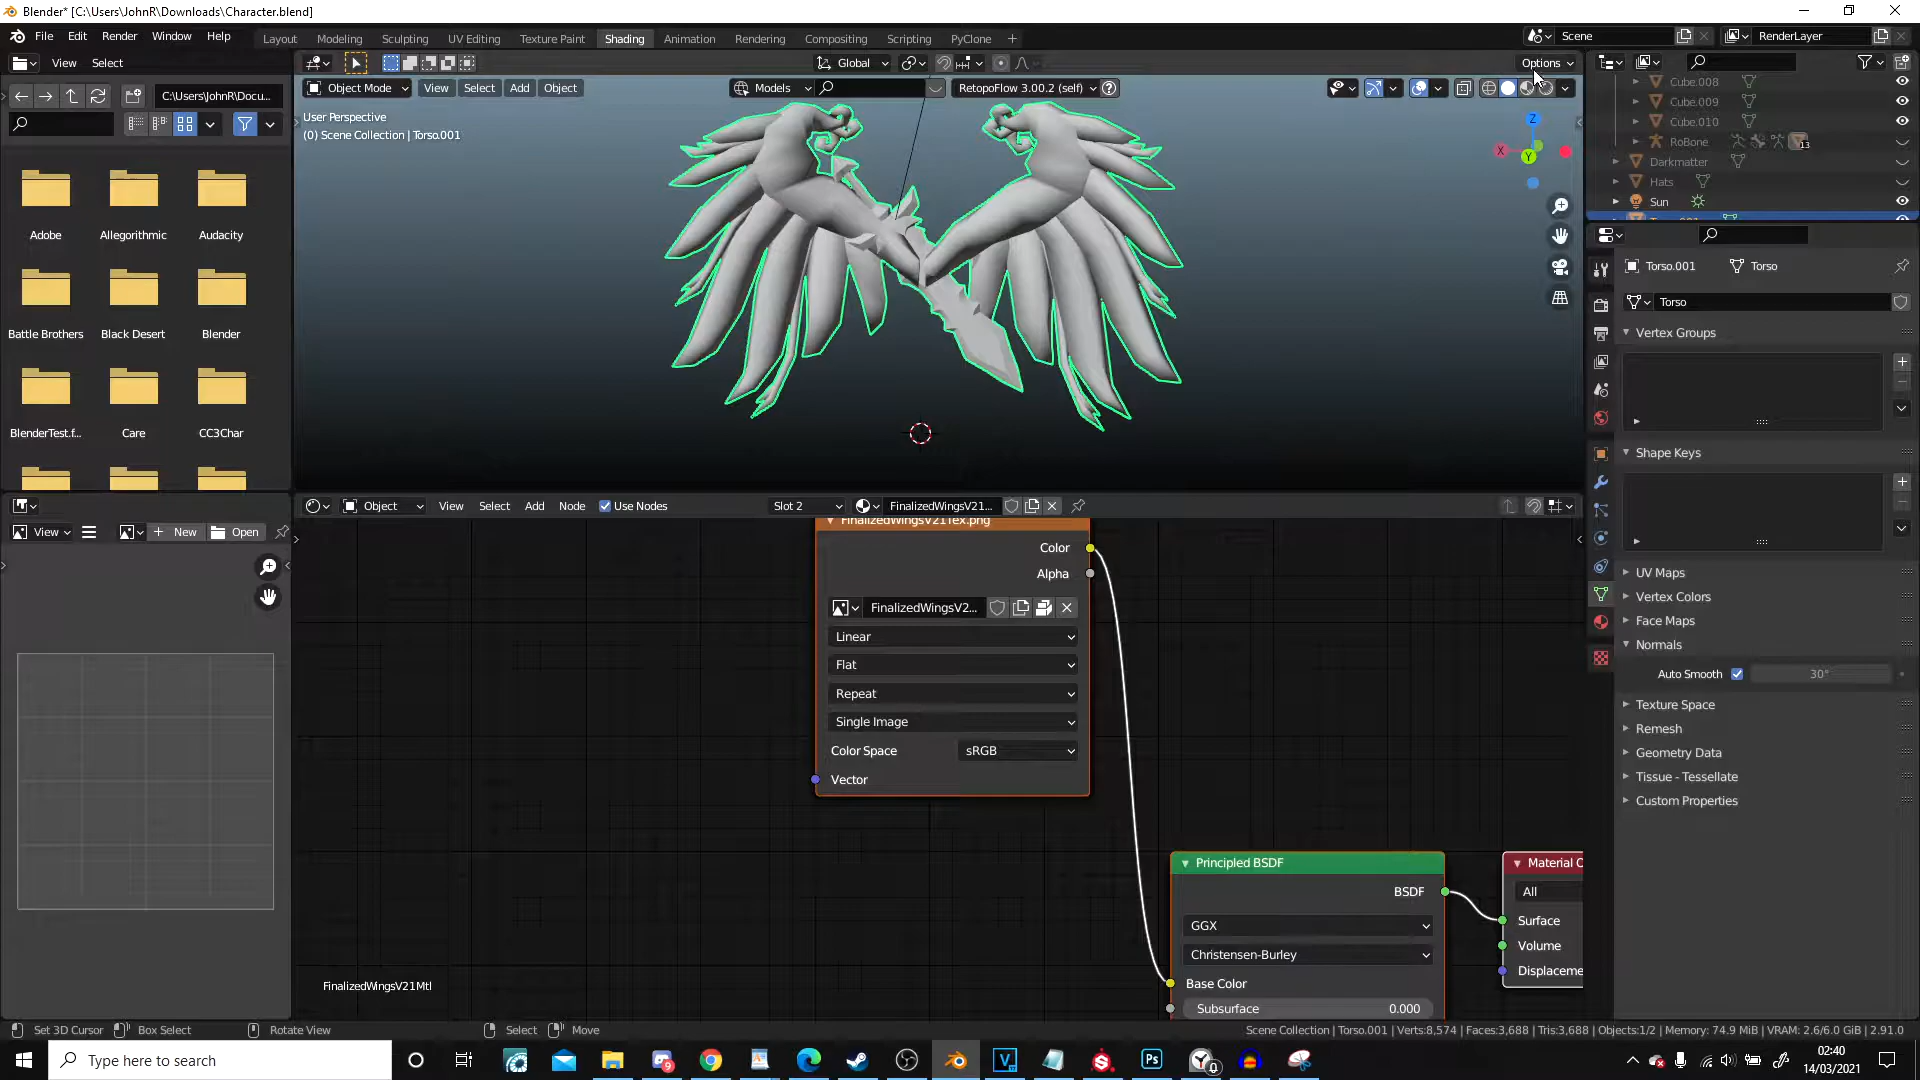 Blender* [C:\Users\JohnR\Downloads\Character.blend]
File Edit Render Window Help
Layout Modeling Sculpting UV Editing Texture Paint Shading Animation Rendering Compositing Scripting PyClone
Scene
RenderLayer
View Select
Global
Options
C:\Users\JohnR\Docu...
Object Mode View Select Add Object
Models
RetopoFlow 3.00.2 (self)
User Perspective
(0) Scene Collection | Torso.001
Z
X
Y
Cube.008
Cube.009
Cube.010
RoBone
13
Darkmatter
Hats
Sun
Adobe
Allegorithmic
Audacity
Battle Brothers
Black Desert
Blender
BlenderTest.f...
Care
CC3Char
Torso.001 Torso
Torso
Vertex Groups
Shape Keys
UV Maps
Vertex Colors
Face Maps
Normals
Auto Smooth 30°
Texture Space
Remesh
Geometry Data
Tissue - Tessellate
Custom Properties
View New Open
Object View Select Add Node Use Nodes
Slot 2
FinalizedWingsV21...
FinalizedWingsV21Tex.png
Color
Alpha
FinalizedWingsV2...
Linear
Flat
Repeat
Single Image
Color Space sRGB
Vector
Principled BSDF
BSDF
GGX
Christensen-Burley
Base Color
Subsurface 0.000
Material O
All
Surface
Volume
Displaceme
FinalizedWingsV21Mtl
Set 3D Cursor Box Select Rotate View Select Move
Scene Collection | Torso.001 | Verts:8,574 | Faces:3,688 | Tris:3,688 | Objects:1/2 | Memory: 74.9 MiB | VRAM: 2.6/6.0 GiB | 2.91.0
Type here to search
02:40
14/03/2021